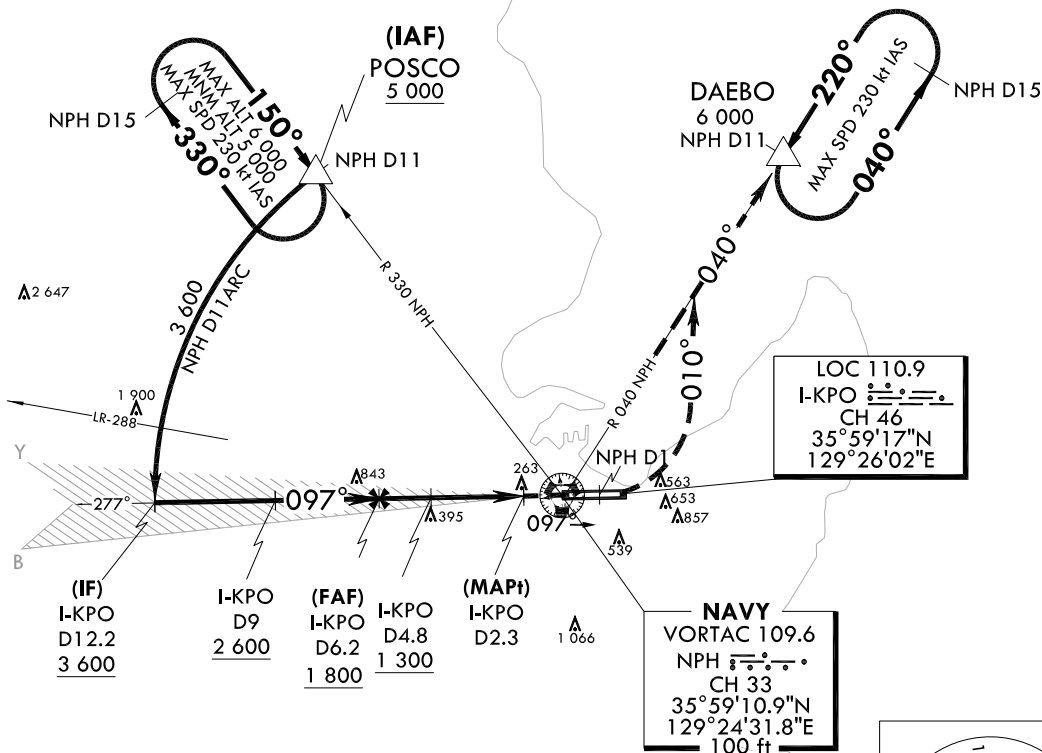 (IAF)
POSCO
5 000
NPH D15
MAX ALT 6 000
MNM ALT 5 000
MAX SPD 230 kt IAS
150°
330°
NPH D11
DAEBO
6 000
NPH D11
220°
MAX SPD 230 kt IAS
040°
NPH D15
2 647
3 600
NPH D11ARC
R 330 NPH
040°
R 040 NPH
010°
1 900
LR-288
LOC 110.9
I-KPO
CH 46
35°59'17"N
129°26'02"E
Y
B
277°
097°
843
395
263
097°
NPH D1
563
653
857
539
1 066
(IF)
I-KPO
D12.2
3 600
I-KPO
D9
2 600
(FAF)
I-KPO
D6.2
1 800
I-KPO
D4.8
1 300
(MAPt)
I-KPO
D2.3
NAVY
VORTAC 109.6
NPH
CH 33
35°59'10.9"N
129°24'31.8"E
100 ft